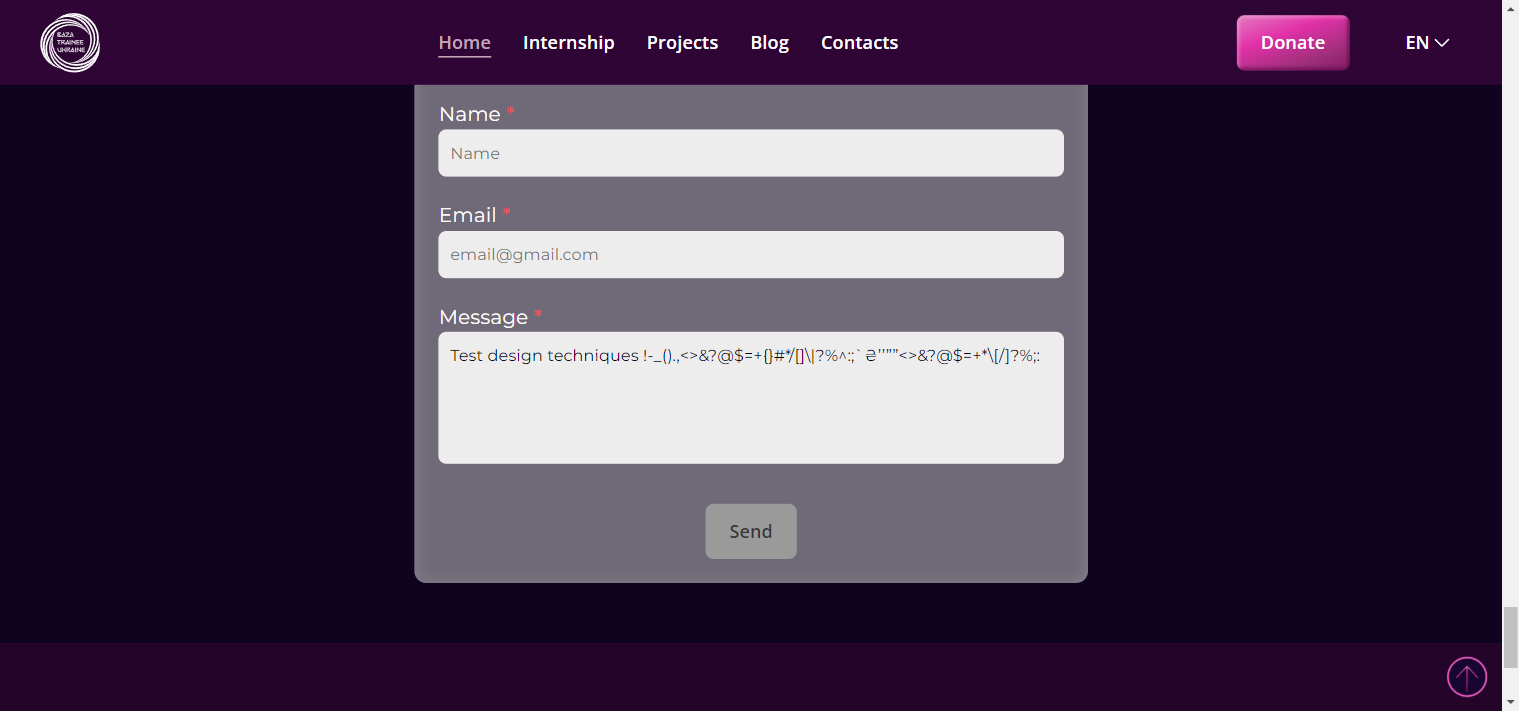 BAZA
TRAINEE
UKRAINE
Home Internship Projects Blog Contacts Donate EN
Name *
Name
Email *
email@gmail.com
Message *
Test design techniques !-_().,<>&?@$=+{}#*/[]\|?%^:;` ₴’’””<>&?@$=+*\[/]?%;:
Send